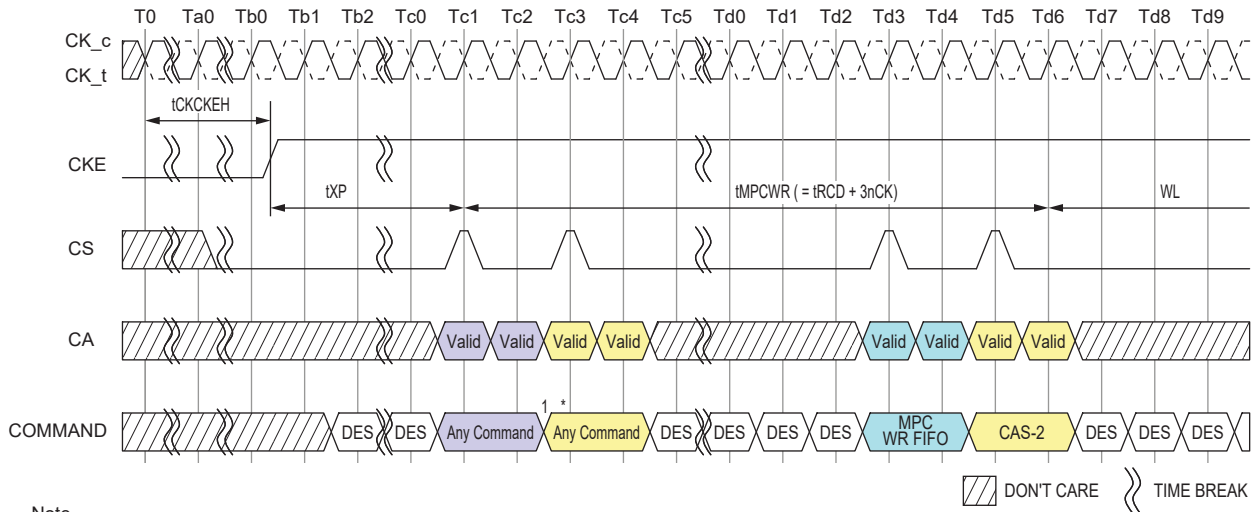 T0 Ta0 Tb0 Tb1 Tb2 Tc0 Tc1 Tc2 Tc3 Tc4 Tc5 Td0 Td1 Td2 Td3 Td4 Td5 Td6 Td7 Td8 Td9
CK_c
CK_t
tCKCKEH
CKE
tXP
tMPCWR ( = tRCD + 3nCK)
WL
CS
CA
Valid Valid Valid Valid Valid Valid Valid Valid
1 *
COMMAND
DES DES Any Command Any Command DES DES DES DES MPC
WR FIFO CAS-2 DES DES DES
DON'T CARE
TIME BREAK